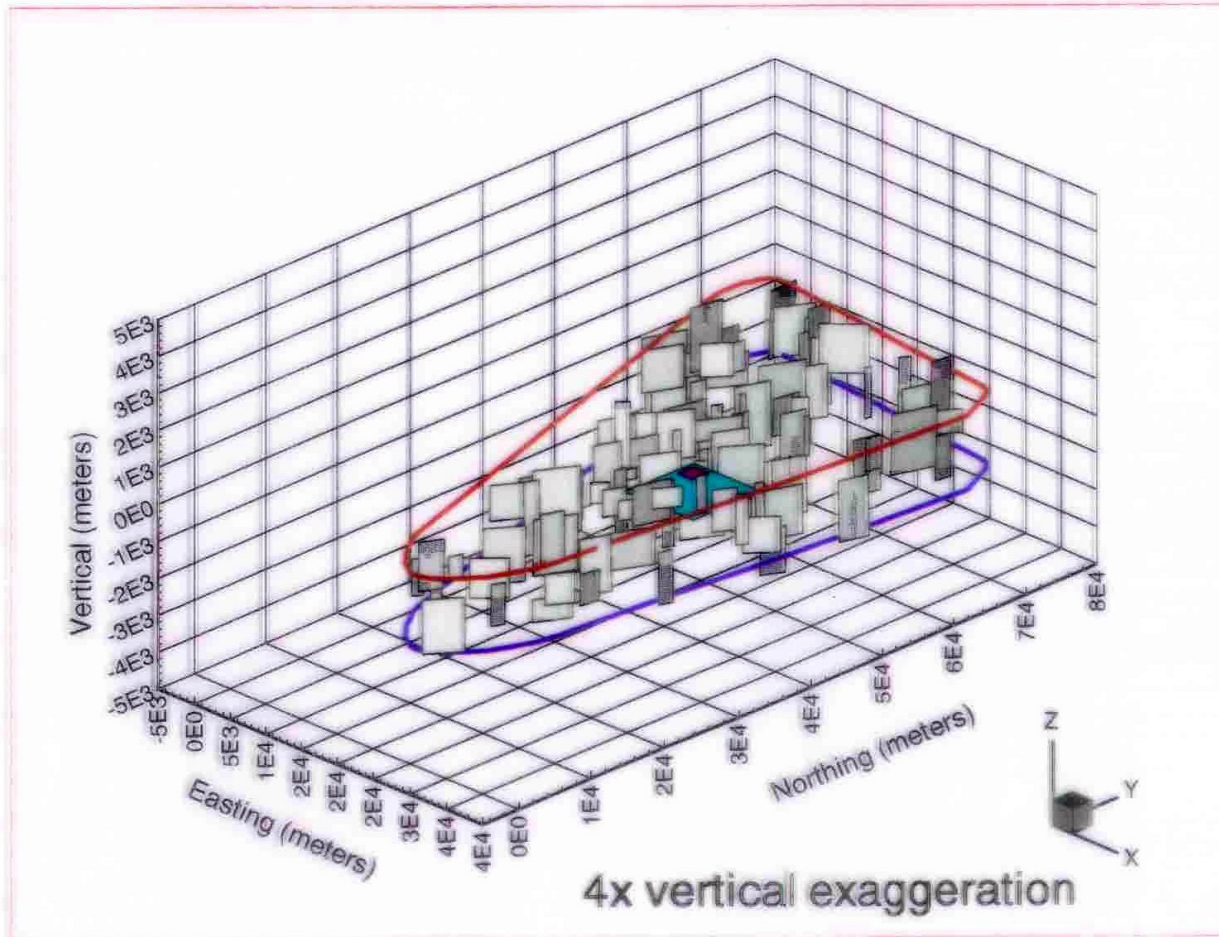 5E3
4E3
3E3
2E3
1E3
0E0
-1E3
-2E3
-3E3
-4E3
-5E3
Vertical (meters)
-5E3
0E0
5E3
1E4
2E4
2E4
2E4
3E4
4E4
4E4
Easting (meters)
0E0
1E4
2E4
3E4
4E4
5E4
6E4
7E4
8E4
Northing (meters)
Z
Y
X
4x vertical exaggeration